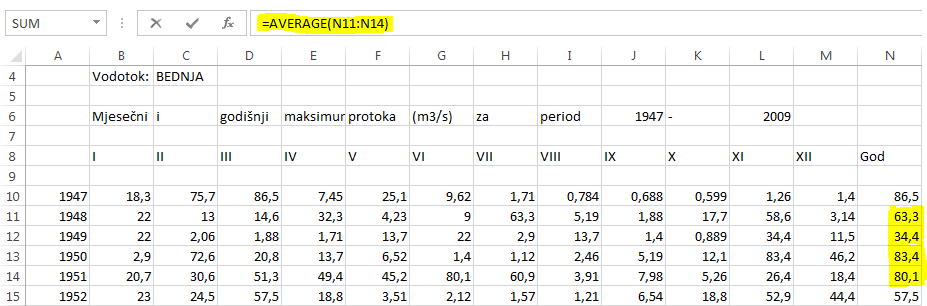 SUM =AVERAGE(N11:N14)
A B C D E F G H I J K L M N
4 Vodotok: BEDNJA
5
6 Mjesečni i godišnji maksimur protoka (m3/s) za period 1947 - 2009
7
8 I II III IV V VI VII VIII IX X XI XII God
9
10 1947 18,3 75,7 86,5 7,45 25,1 9,62 1,71 0,784 0,688 0,599 1,26 1,4 86,5
11 1948 22 13 14,6 32,3 4,23 9 63,3 5,19 1,88 17,7 58,6 3,14 63,3
12 1949 22 2,06 1,88 1,71 13,7 22 2,9 13,7 1,4 0,889 34,4 11,5 34,4
13 1950 2,9 72,6 20,8 13,7 6,52 1,4 1,12 2,46 5,19 12,1 83,4 46,2 83,4
14 1951 20,7 30,6 51,3 49,4 45,2 80,1 60,9 3,91 7,98 5,26 26,4 18,4 80,1
15 1952 23 24,5 57,5 18,8 3,51 2,12 1,57 1,21 6,54 18,8 52,9 44,4 57,5